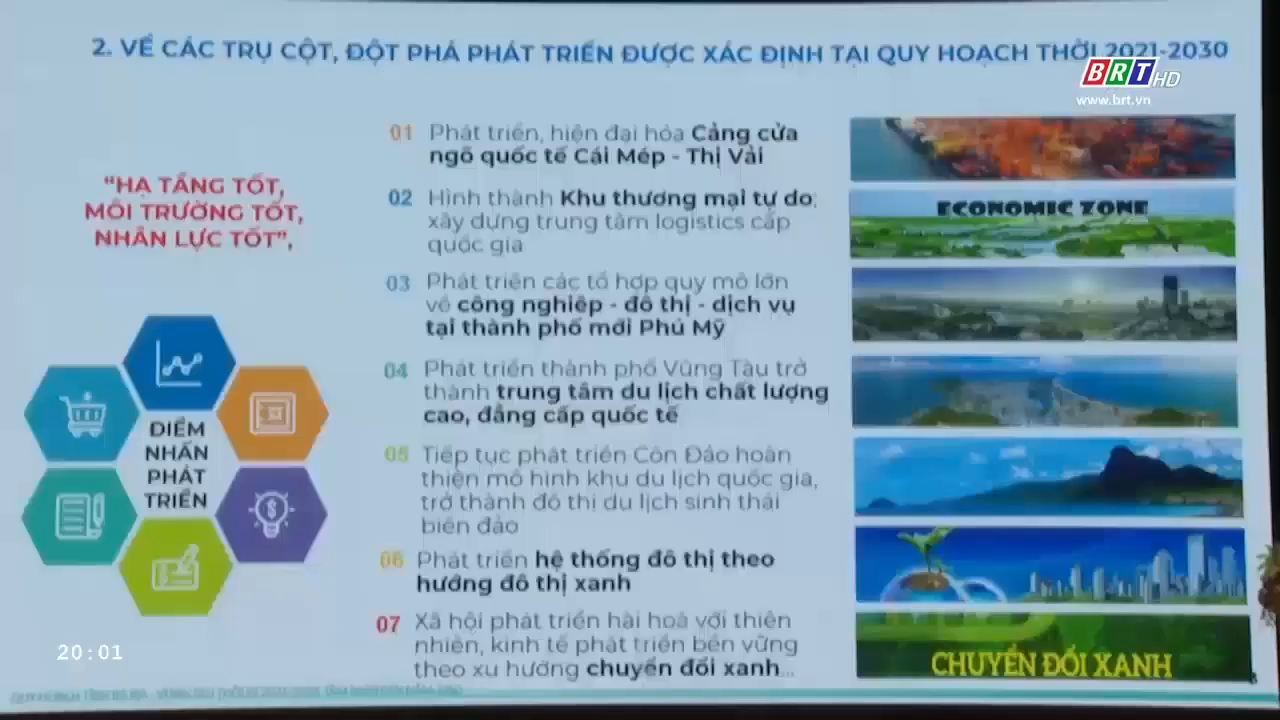 2. VỀ CÁC TRỤ CỘT, ĐỘT PHÁ PHÁT TRIỂN ĐƯỢC XÁC ĐỊNH TẠI QUY HOẠCH THỜI 2021-2030
BRT HD
www.brt.vn
"HẠ TẦNG TỐT,
MÔI TRƯỜNG TỐT,
NHÂN LỰC TỐT",
ĐIỂM
NHẤN
PHÁT
TRIỂN
01 Phát triển, hiện đại hóa Cảng cửa
ngõ quốc tế Cái Mép - Thị Vải
02 Hình thành Khu thương mại tự do;
xây dựng trung tâm logistics cấp
quốc gia
03 Phát triển các tổ hợp quy mô lớn
về công nghiệp - đô thị - dịch vụ
tại thành phố mới Phú Mỹ
04 Phát triển thành phố Vũng Tàu trở
thành trung tâm du lịch chất lượng
cao, đẳng cấp quốc tế
05 Tiếp tục phát triển Côn Đảo hoàn
thiện mô hình khu du lịch quốc gia,
trở thành đô thị du lịch sinh thái
biển đảo
06 Phát triển hệ thống đô thị theo
hướng đô thị xanh
07 Xã hội phát triển hài hoà với thiên
nhiên, kinh tế phát triển bền vững
theo xu hướng chuyển đổi xanh...
ECONOMIC ZONE
CHUYỂN ĐỔI XANH
20:01